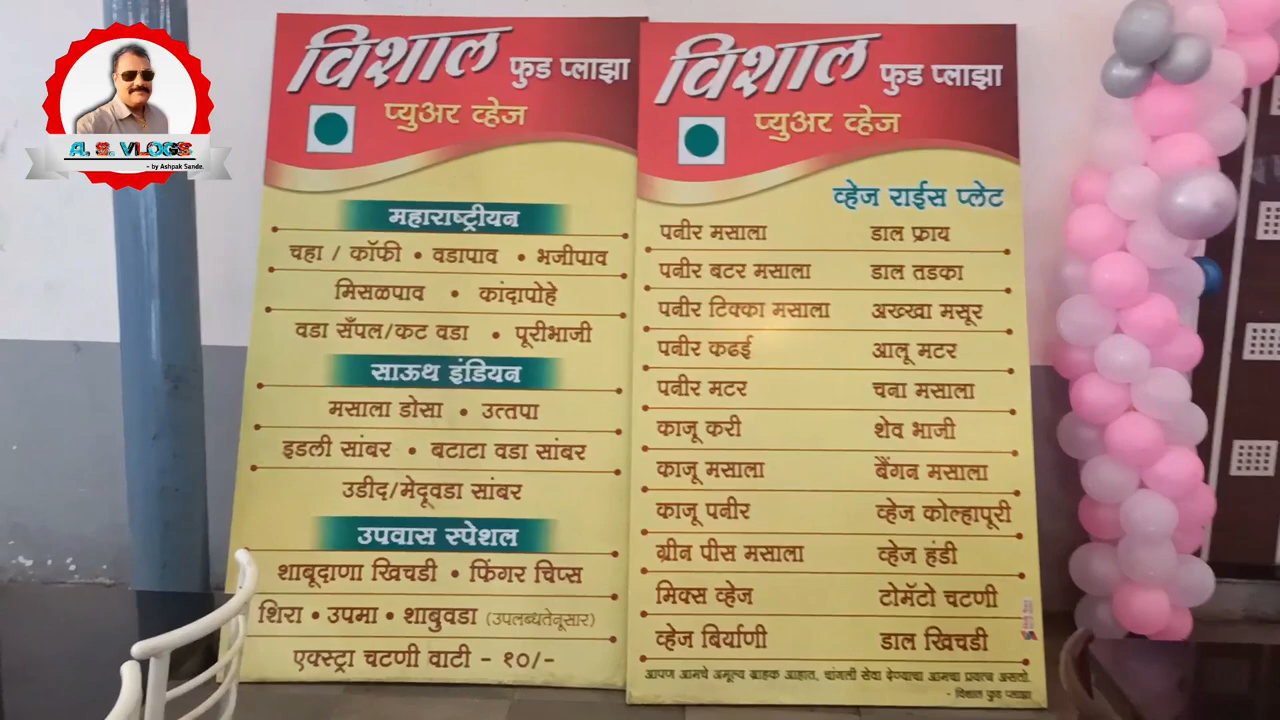 A. S. VLOGS
- by Ashpak Sande.
विशाल फुड प्लाझा
प्युअर व्हेज
महाराष्ट्रीयन
चहा / कॉफी • वडापाव • भजीपाव
मिसळपाव • कांदापोहे
वडा सँपल/कट वडा • पूरीभाजी
साऊथ इंडियन
मसाला डोसा • उत्तपा
इडली सांबर • बटाटा वडा सांबर
उडीद/मेदूवडा सांबर
उपवास स्पेशल
शाबूदाणा खिचडी • फिंगर चिप्स
शिरा • उपमा • शाबुवडा (उपलब्धतेनूसार)
एक्स्ट्रा चटणी वाटी - १०/-
विशाल फुड प्लाझा
प्युअर व्हेज
व्हेज राईस प्लेट
पनीर मसाला डाल फ्राय
पनीर बटर मसाला डाल तडका
पनीर टिक्का मसाला अख्खा मसूर
पनीर कढई आलू मटर
पनीर मटर चना मसाला
काजू करी शेव भाजी
काजू मसाला बैंगन मसाला
काजू पनीर व्हेज कोल्हापूरी
ग्रीन पीस मसाला व्हेज हंडी
मिक्स व्हेज टोमॅटो चटणी
व्हेज बिर्याणी डाल खिचडी
आपण आमचे अमूल्य ग्राहक आहात, चांगली सेवा देण्याचा आमचा प्रयत्न असतो.
- विशाल फुड प्लाझा